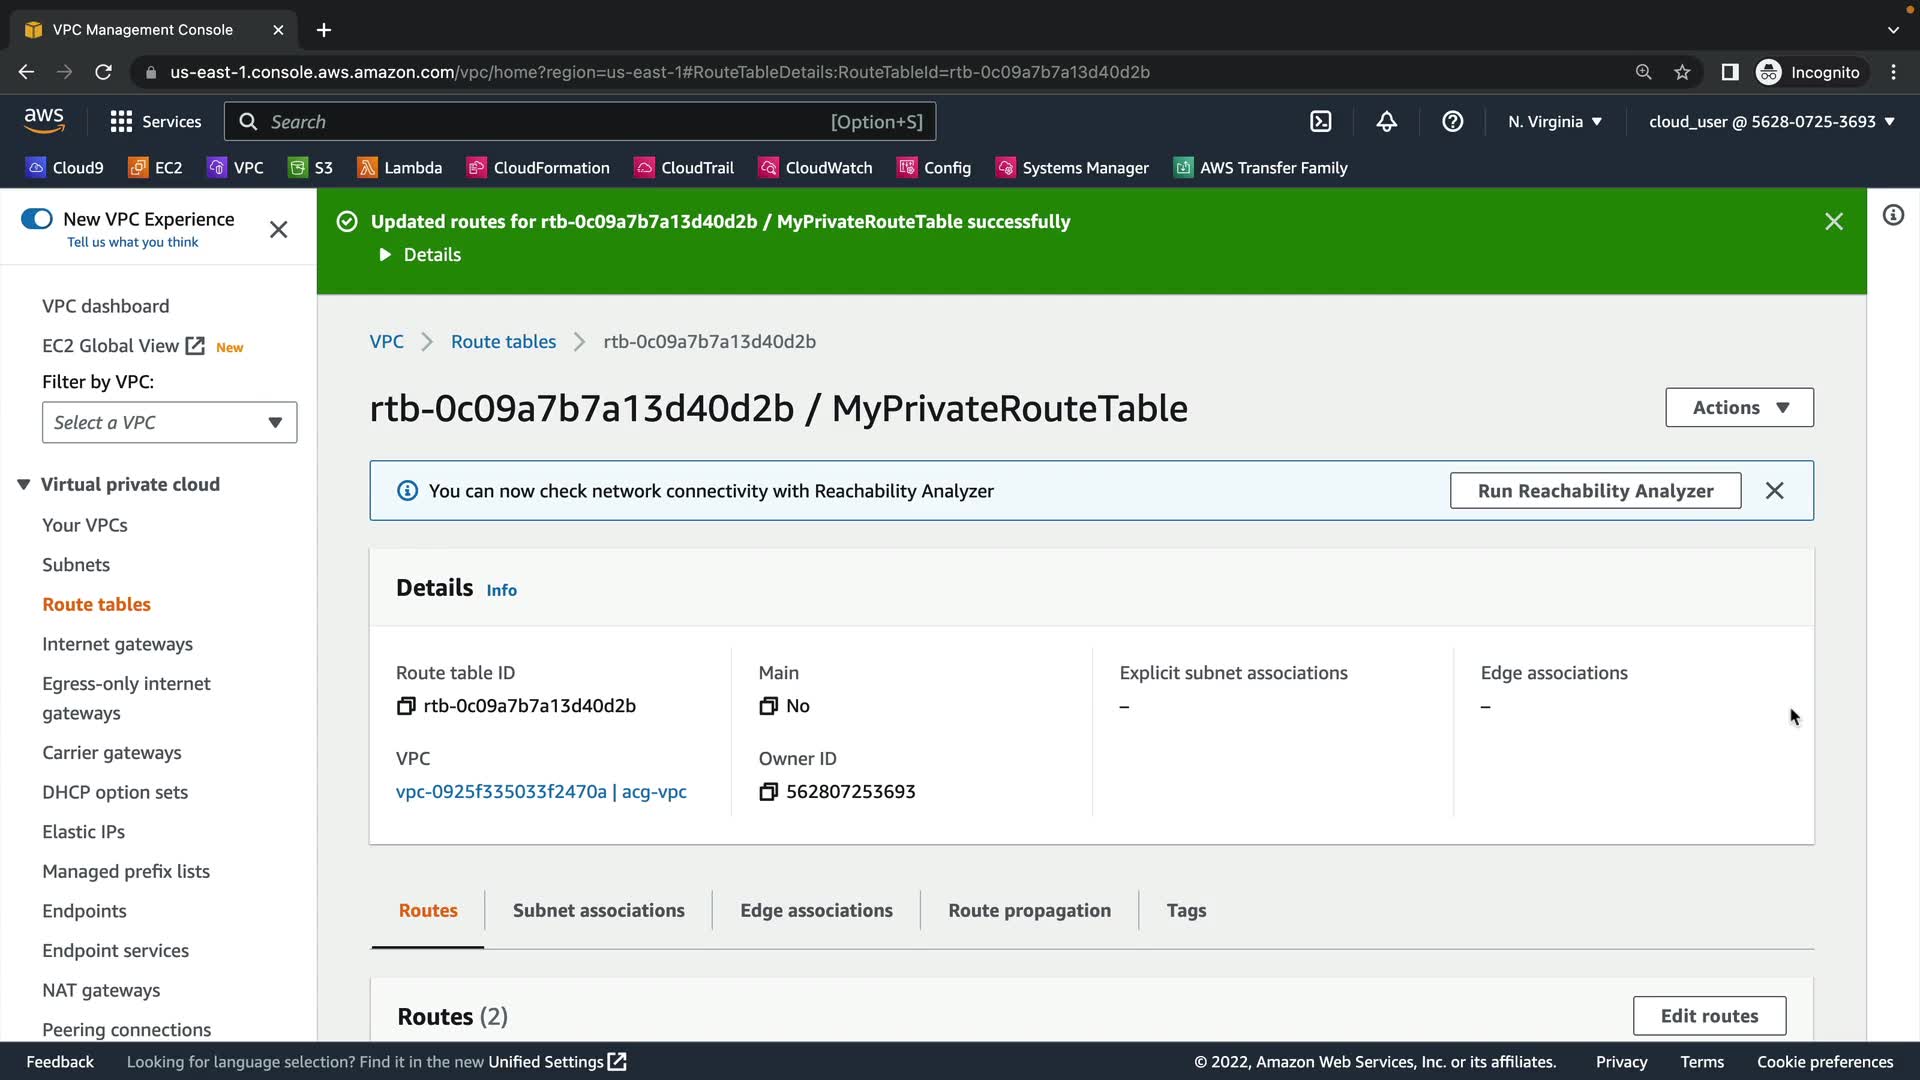 VPC Management Console
us-east-1.console.aws.amazon.com/vpc/home?region=us-east-1#RouteTableDetails:RouteTableId=rtb-0c09a7b7a13d40d2b
Incognito
aws
Services
Search
[Option+S]
N. Virginia
cloud_user @ 5628-0725-3693
Cloud9
EC2
VPC
S3
Lambda
CloudFormation
CloudTrail
CloudWatch
Config
Systems Manager
AWS Transfer Family
New VPC Experience
Tell us what you think
VPC dashboard
EC2 Global View New
Filter by VPC:
Select a VPC
Virtual private cloud
Your VPCs
Subnets
Route tables
Internet gateways
Egress-only internet
gateways
Carrier gateways
DHCP option sets
Elastic IPs
Managed prefix lists
Endpoints
Endpoint services
NAT gateways
Peering connections
Updated routes for rtb-0c09a7b7a13d40d2b / MyPrivateRouteTable successfully
Details
VPC
Route tables
rtb-0c09a7b7a13d40d2b
rtb-0c09a7b7a13d40d2b / MyPrivateRouteTable
Actions
You can now check network connectivity with Reachability Analyzer
Run Reachability Analyzer
Details Info
Route table ID
rtb-0c09a7b7a13d40d2b
VPC
vpc-0925f335033f2470a | acg-vpc
Main
No
Owner ID
562807253693
Explicit subnet associations
–
Edge associations
–
Routes
Subnet associations
Edge associations
Route propagation
Tags
Routes (2)
Edit routes
Feedback
Looking for language selection? Find it in the new Unified Settings
© 2022, Amazon Web Services, Inc. or its affiliates.
Privacy
Terms
Cookie preferences